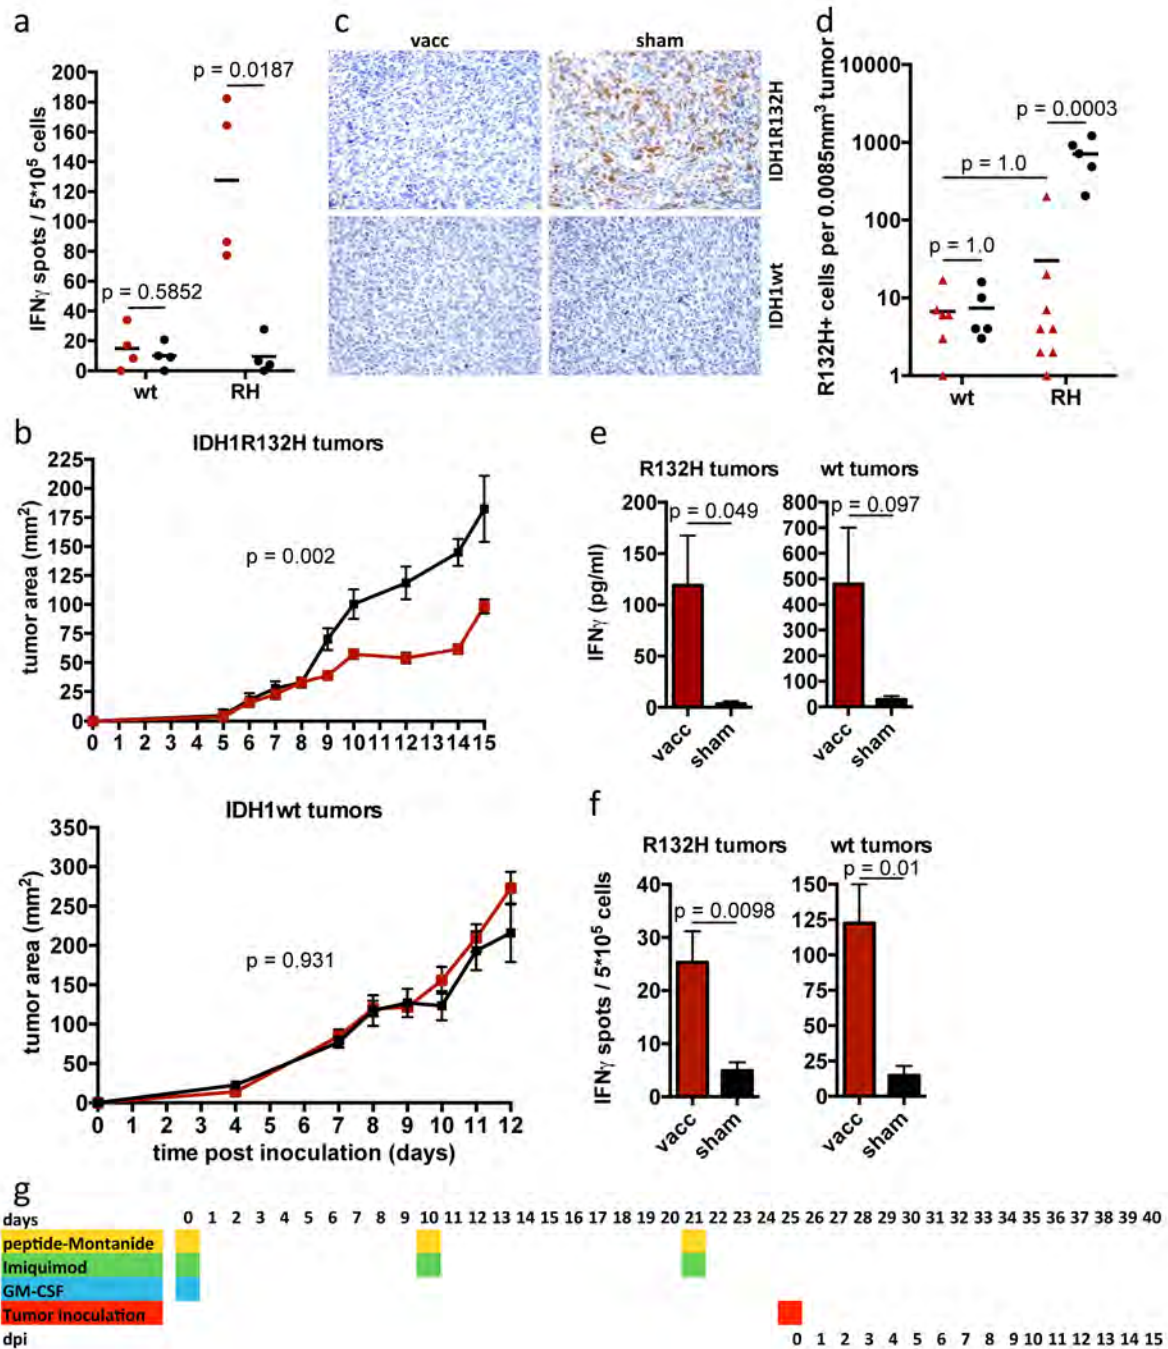 a
IFNγ spots / 5*10⁵ cells
200
180
160
140
120
100
80
60
40
20
0
p = 0.0187
p = 0.5852
wt RH
c
vacc sham
IDH1R132H
IDH1wt
d
R132H+ cells per 0.0085mm³ tumor
10000
1000
100
10
1
p = 0.0003
p = 1.0
p = 1.0
wt RH
b
IDH1R132H tumors
tumor area (mm²)
225
200
175
150
125
100
75
50
25
0
p = 0.002
0 1 2 3 4 5 6 7 8 9 10 11 12 13 14 15
IDH1wt tumors
tumor area (mm²)
350
300
250
200
150
100
50
0
p = 0.931
0 1 2 3 4 5 6 7 8 9 10 11 12
time post inoculation (days)
e
R132H tumors
IFNγ (pg/ml)
200
150
100
50
0
p = 0.049
vacc sham
wt tumors
800
700
600
500
400
300
200
100
0
p = 0.097
vacc sham
f
R132H tumors
IFNγ spots / 5*10⁵ cells
40
30
20
10
0
p = 0.0098
vacc sham
wt tumors
150
125
100
75
50
25
0
p = 0.01
vacc sham
g
days 0 1 2 3 4 5 6 7 8 9 10 11 12 13 14 15 16 17 18 19 20 21 22 23 24 25 26 27 28 29 30 31 32 33 34 35 36 37 38 39 40
peptide-Montanide
Imiquimod
GM-CSF
Tumor Inoculation
dpi 0 1 2 3 4 5 6 7 8 9 10 11 12 13 14 15